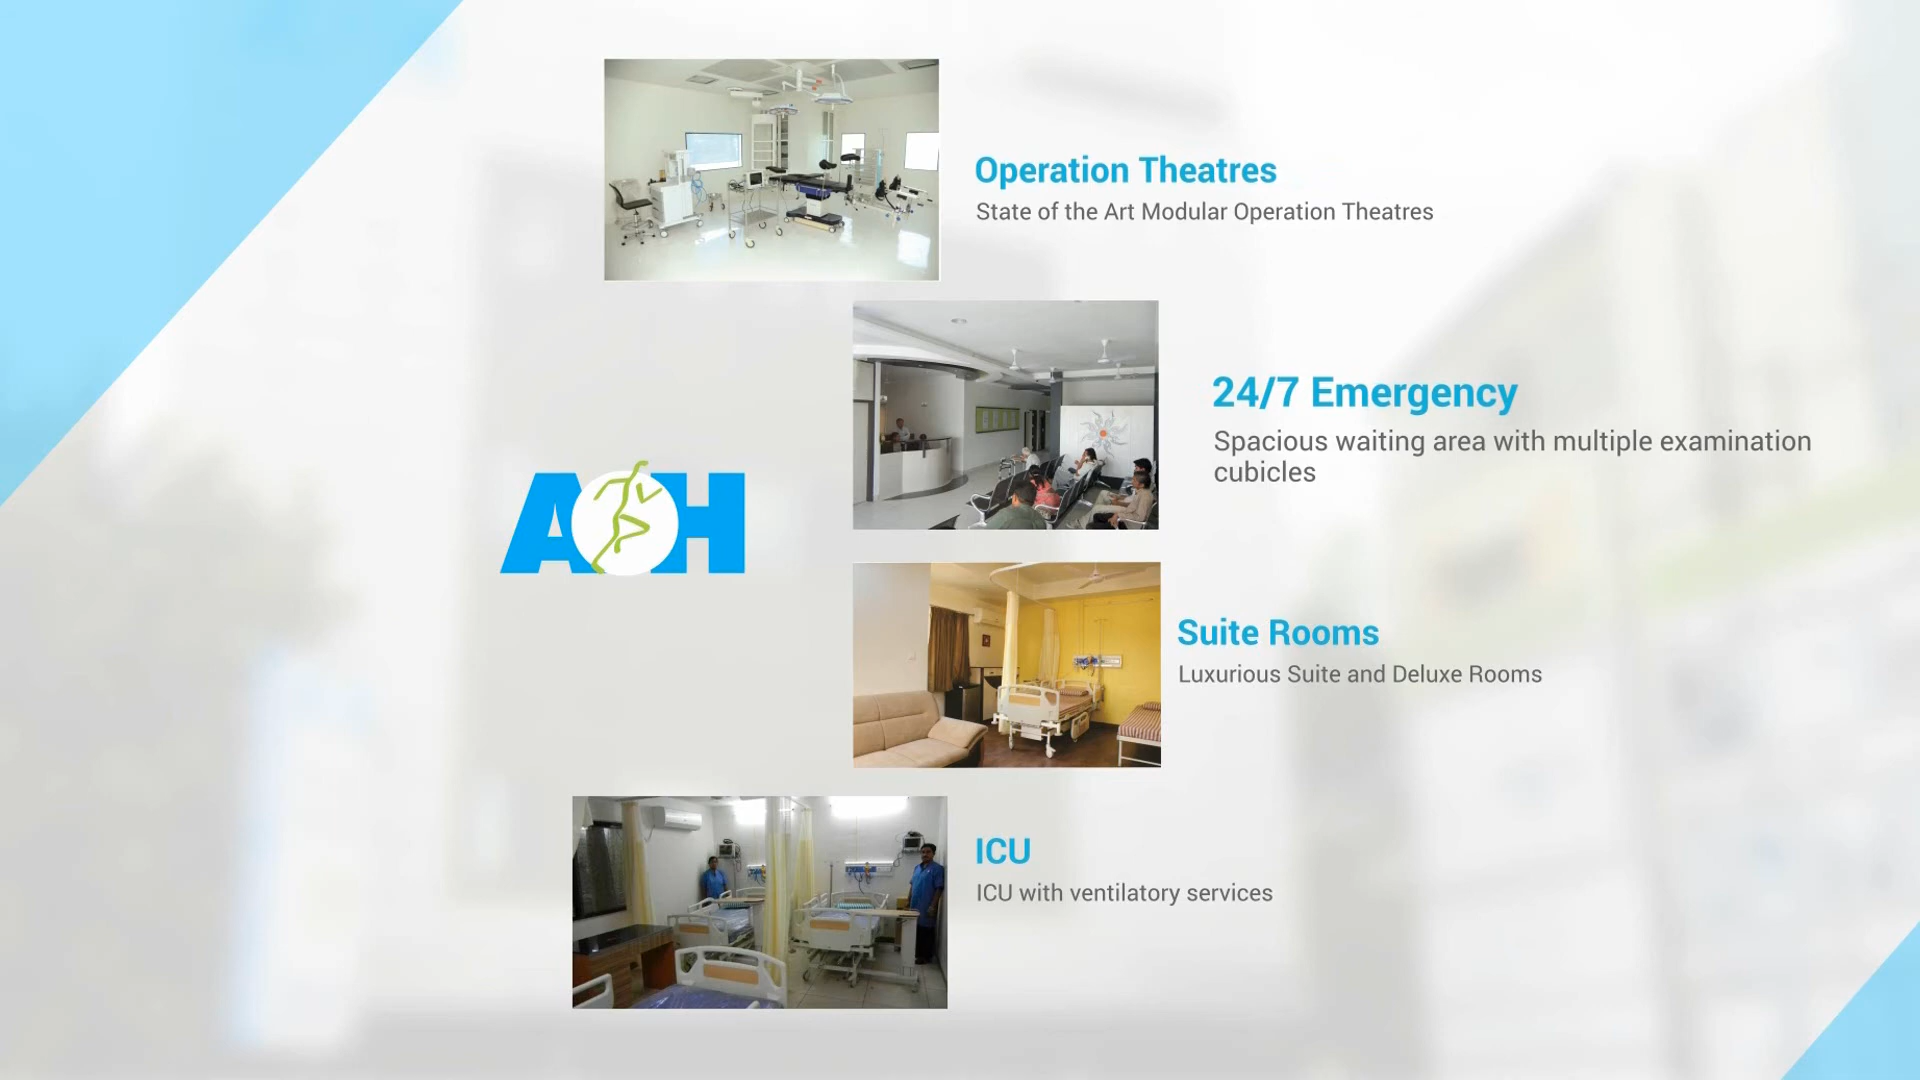 Operation Theatres
State of the Art Modular Operation Theatres
24/7 Emergency
Spacious waiting area with multiple examination
cubicles
AOH
Suite Rooms
Luxurious Suite and Deluxe Rooms
ICU
ICU with ventilatory services